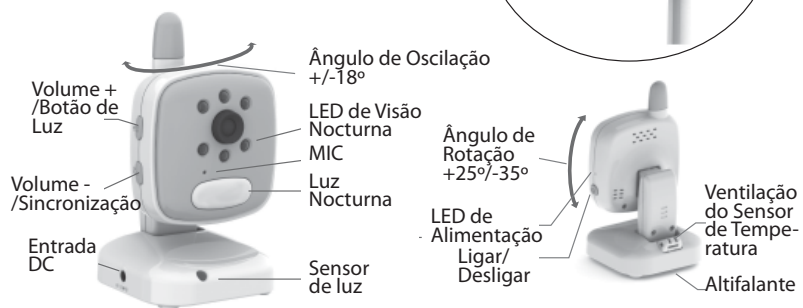 Ângulo de Oscilação
+/-18º
Volume +
/Botão de
Luz
LED de Visão
Nocturna
MIC
Luz
Nocturna
Volume -
/Sincronização
Entrada
DC
Sensor
de luz
Ângulo de
Rotação
+25º/-35º
LED de
Alimentação
Ligar/
Desligar
Ventilação
do Sensor
de Tempe-
ratura
Altifalante